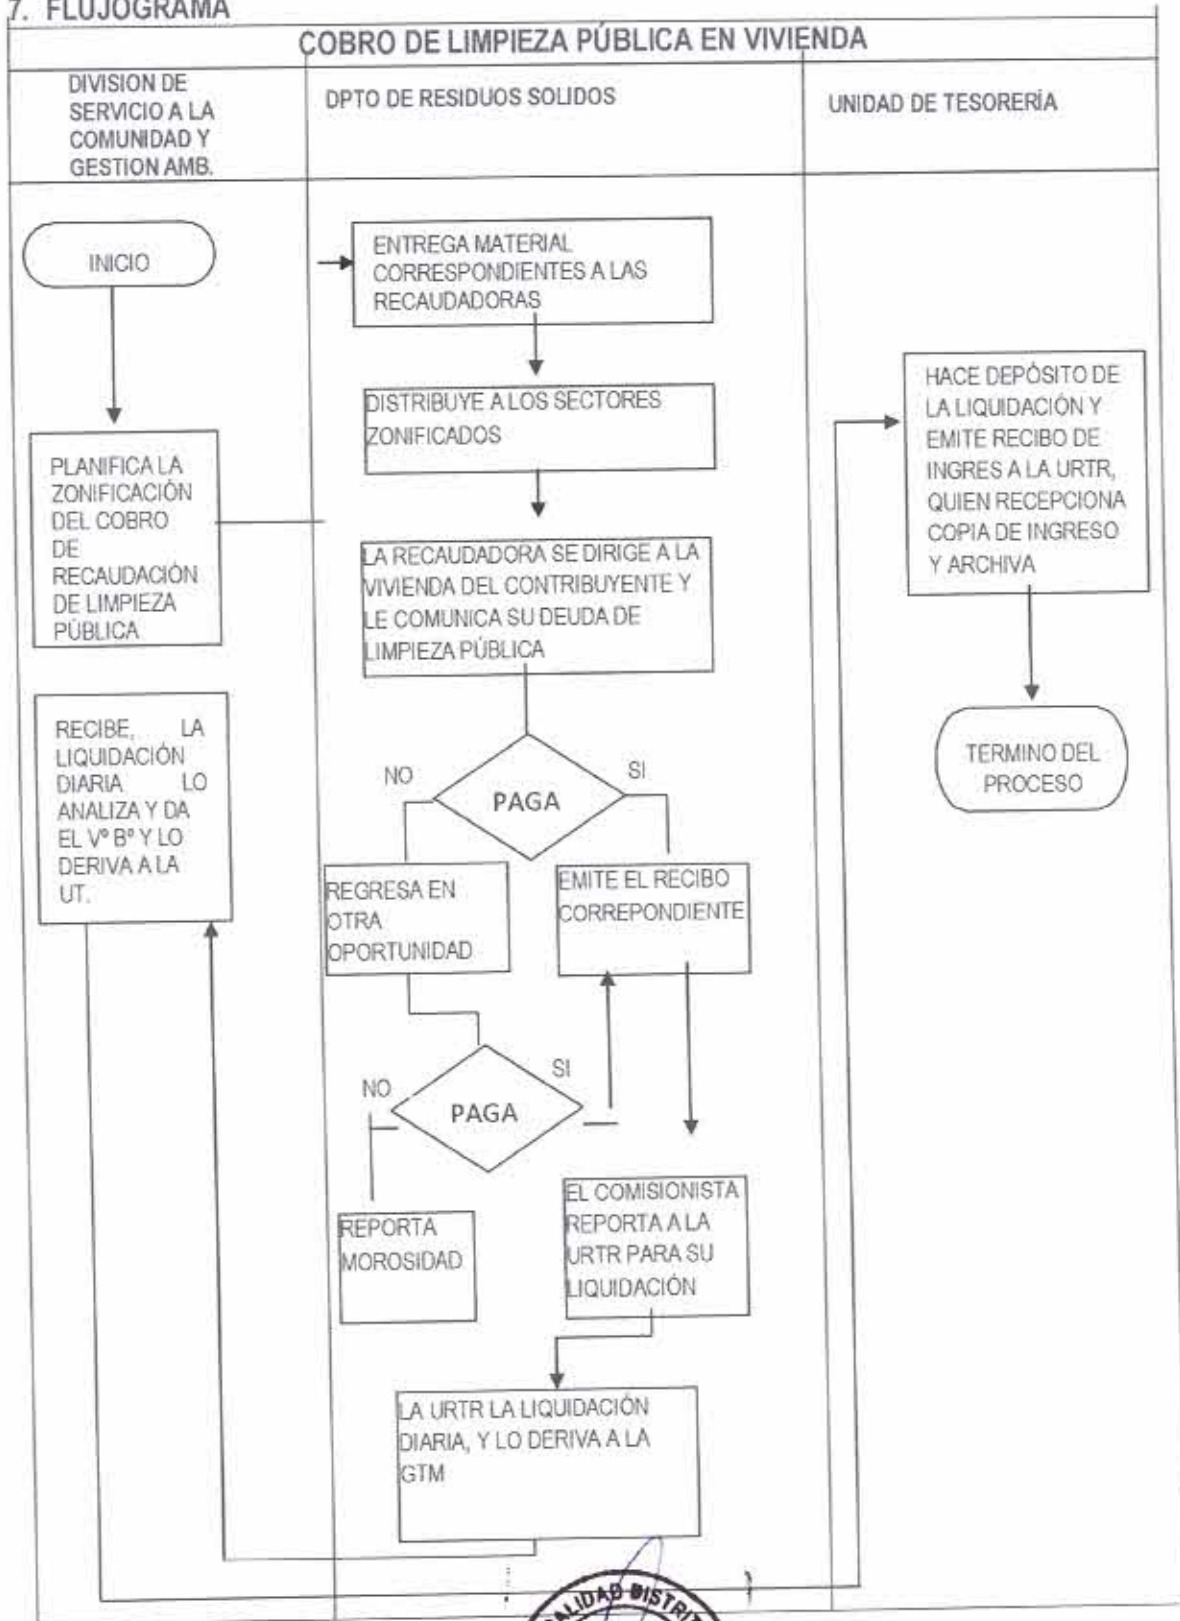 7. FLUJOGRAMA
COBRO DE LIMPIEZA PÚBLICA EN VIVIENDA
DIVISION DE
SERVICIO A LA
COMUNIDAD Y
GESTION AMB.
DPTO DE RESIDUOS SOLIDOS
UNIDAD DE TESORERÍA
INICIO
PLANIFICA LA
ZONIFICACIÓN
DEL COBRO
DE
RECAUDACIÓN
DE LIMPIEZA
PÚBLICA
RECIBE, LA
LIQUIDACIÓN
DIARIA LO
ANALIZA Y DA
EL Vº Bº Y LO
DERIVA A LA
UT.
ENTREGA MATERIAL
CORRESPONDIENTES A LAS
RECAUDADORAS
DISTRIBUYE A LOS SECTORES
ZONIFICADOS
LA RECAUDADORA SE DIRIGE A LA
VIVIENDA DEL CONTRIBUYENTE Y
LE COMUNICA SU DEUDA DE
LIMPIEZA PÚBLICA
NO
PAGA
SI
REGRESA EN
OTRA
OPORTUNIDAD
EMITE EL RECIBO
CORREPONDIENTE
NO
PAGA
SI
REPORTA
MOROSIDAD
EL COMISIONISTA
REPORTA A LA
URTR PARA SU
LIQUIDACIÓN
LA URTR LA LIQUIDACIÓN
DIARIA, Y LO DERIVA A LA
GTM
HACE DEPÓSITO DE
LA LIQUIDACIÓN Y
EMITE RECIBO DE
INGRES A LA URTR,
QUIEN RECEPCIONA
COPIA DE INGRESO
Y ARCHIVA
TERMINO DEL
PROCESO